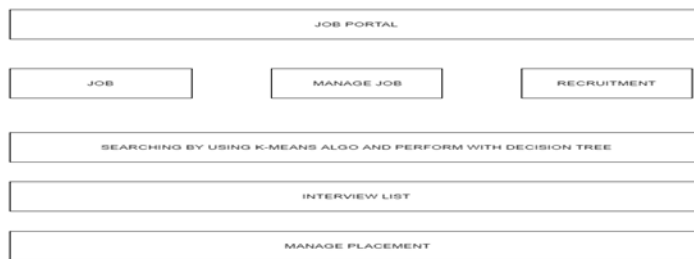 JOB PORTAL
JOB MANAGE JOB RECRUITMENT
SEARCHING BY USING K-MEANS ALGO AND PERFORM WITH DECISION TREE
INTERVIEW LIST
MANAGE PLACEMENT